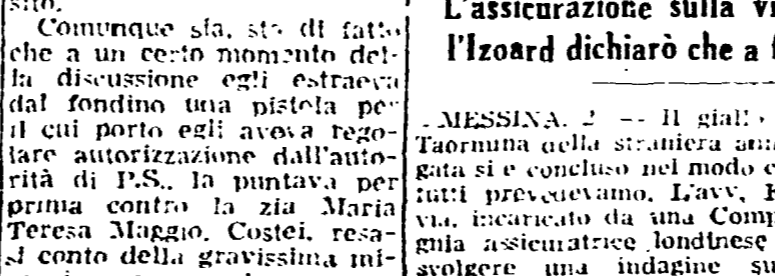 sito.
Comunque sia, sta di fatto
che a un certo momento del-
la discussione egli estraeva
dal fondino una pistola per
il cui porto egli aveva rego-
lare autorizzazione dall'auto-
rità di P.S., la puntava per
prima contro la zia Maria
Teresa Maggio. Costei, resa-
si conto della gravissima mi-
L'assicurazione sulla
l'Izoard dichiarò che a
MESSINA, 2 — Il giallo
Taormina della straniera
gata si è concluso nel modo
tutti prevedevamo. L'avv.
via, incaricato da una Comp
gnia assicuratrice londinese
svolgere una indagine su